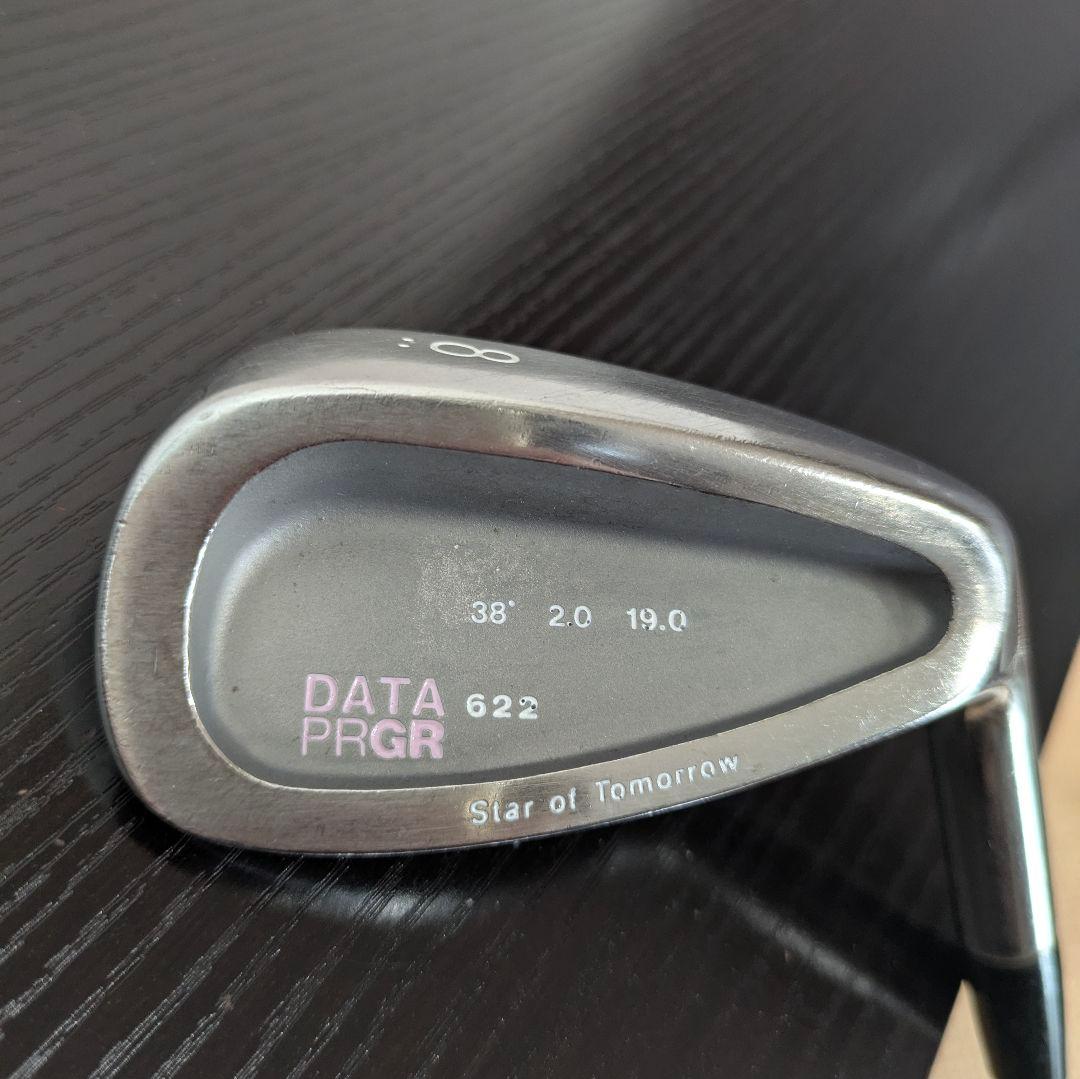 8
38° 2.0 19.0
DATA
PRGR 622
Star of Tomorrow